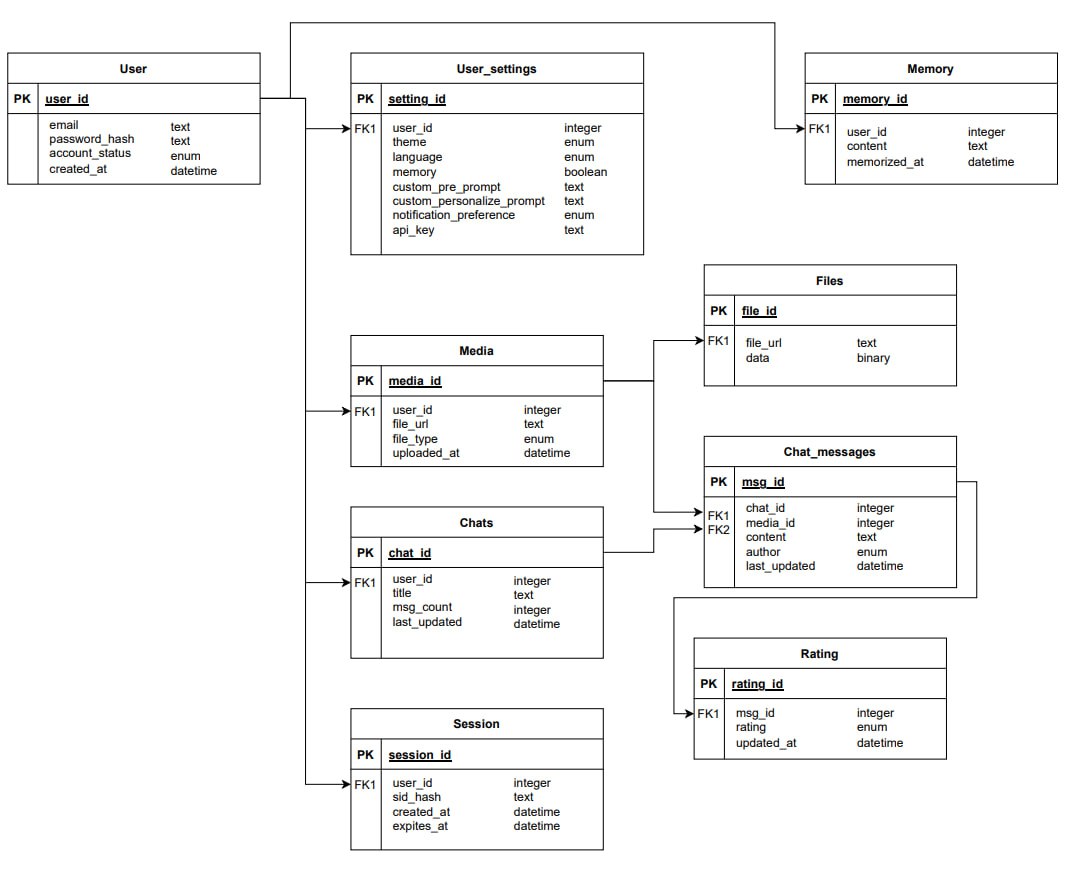 User
PK user_id
email text
password_hash text
account_status enum
created_at datetime
User_settings
PK setting_id
FK1 user_id integer
theme enum
language enum
memory boolean
custom_pre_prompt text
custom_personalize_prompt text
notification_preference enum
api_key text
Memory
PK memory_id
FK1 user_id integer
content text
memorized_at datetime
Files
PK file_id
FK1 file_url text
data binary
Media
PK media_id
FK1 user_id integer
file_url text
file_type enum
uploaded_at datetime
Chat_messages
PK msg_id
FK1 chat_id integer
FK2 media_id integer
content text
author enum
last_updated datetime
Chats
PK chat_id
FK1 user_id integer
title text
msg_count integer
last_updated datetime
Rating
PK rating_id
FK1 msg_id integer
rating enum
updated_at datetime
Session
PK session_id
FK1 user_id integer
sid_hash text
created_at datetime
expites_at datetime